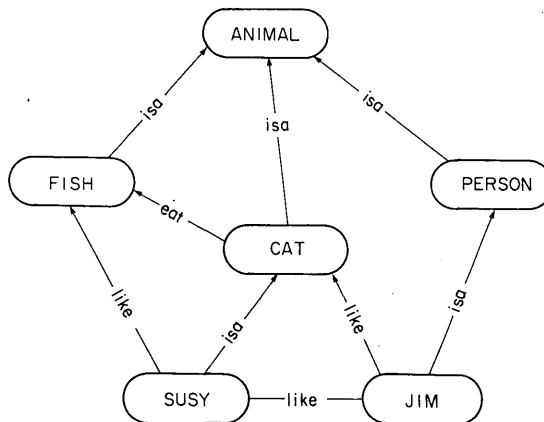 ANIMAL
isa
isa
isa
FISH
PERSON
eat
CAT
like
isa
like
isa
SUSY
like
JIM